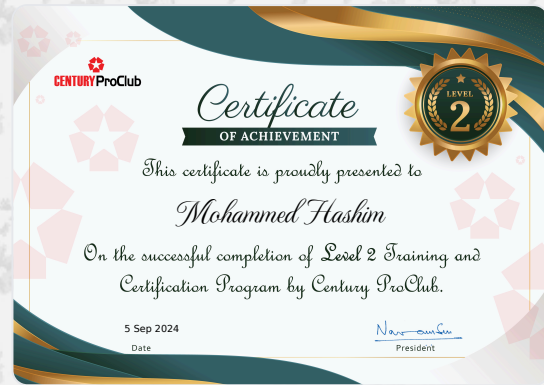 CENTURY ProClub
Certificate
OF ACHIEVEMENT
LEVEL
2
This certificate is proudly presented to
Mohammed Hashim
On the successful completion of Level 2 Training and
Certification Program by Century ProClub.
5 Sep 2024
Date
President